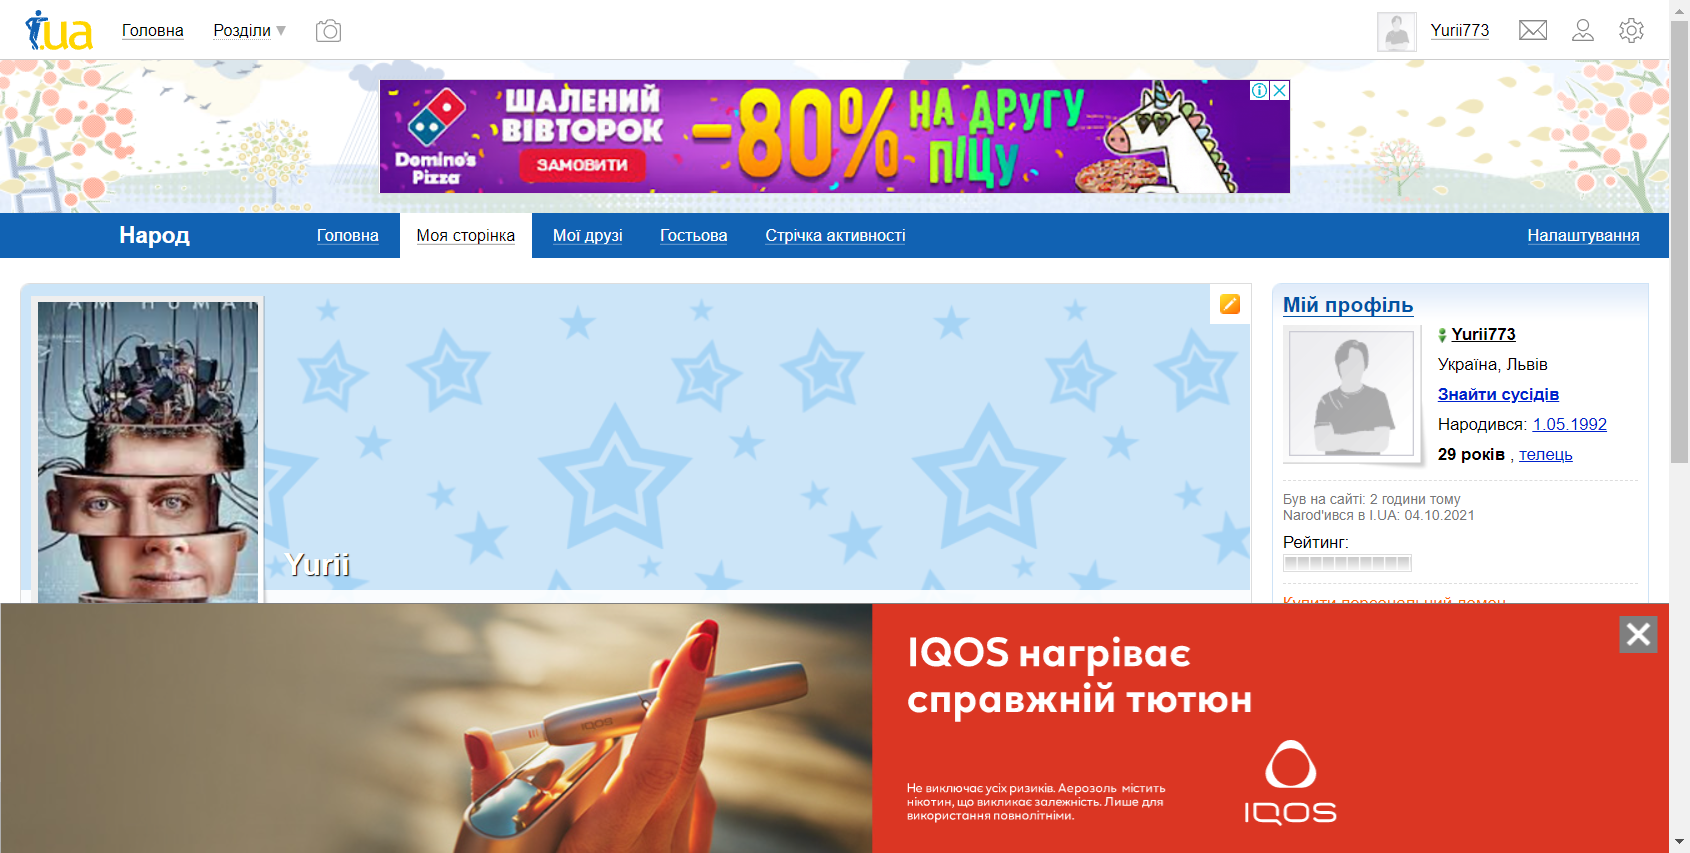 i.ua
Головна
Розділи
Yurii773
Domino's
Pizza
ШАЛЕНИЙ
ВІВТОРОК
ЗАМОВИТИ
-80%
НА ДРУГУ
ПІЦУ
Народ
Головна
Моя сторінка
Мої друзі
Гостьова
Стрічка активності
Налаштування
Yurii
Мій профіль
Yurii773
Україна, Львів
Знайти сусідів
Народився: 1.05.1992
29 років , телець
Був на сайті: 2 години тому
Narod'ився в I.UA: 04.10.2021
Рейтинг:
Купити персональний домен
IQOS
IQOS нагріває
справжній тютюн
Не виключає усіх ризиків. Аерозоль містить
нікотин, що викликає залежність. Лише для
використання повнолітніми.
IQOS